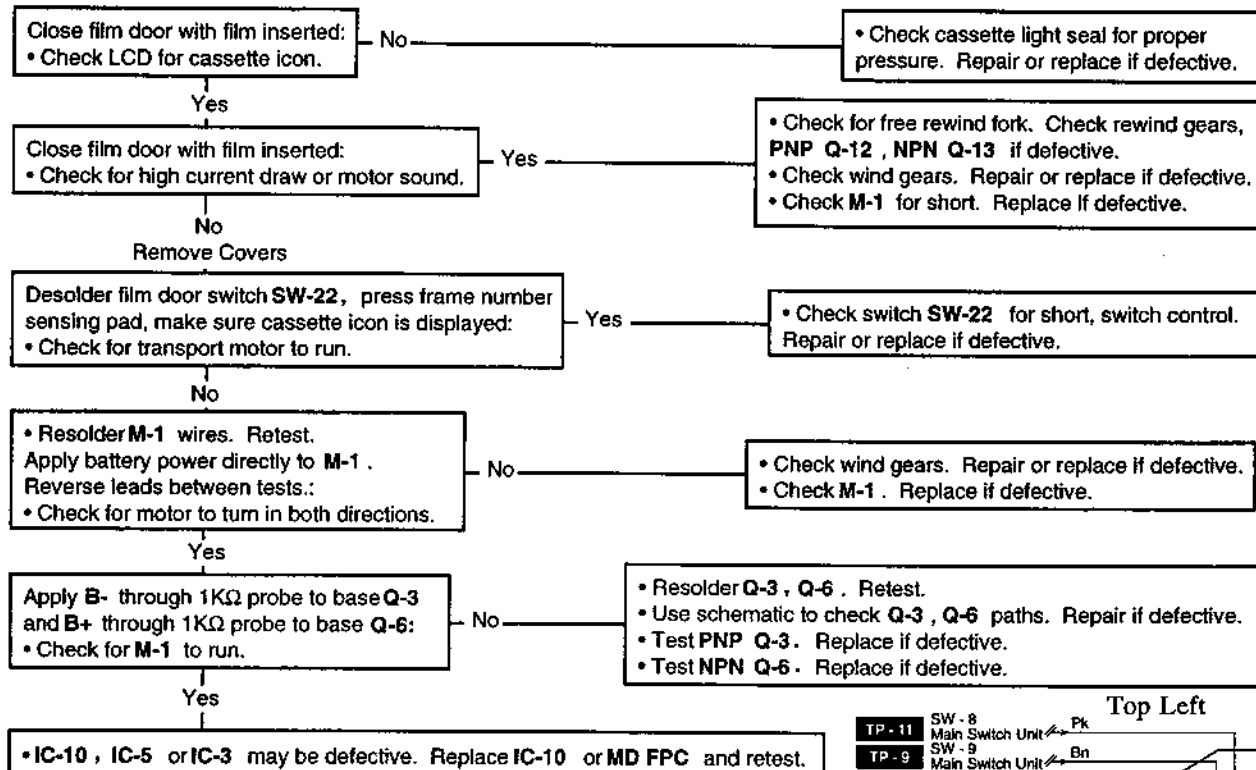 Close film door with film inserted:
• Check LCD for cassette icon.
No
• Check cassette light seal for proper
pressure. Repair or replace if defective.
Yes
Close film door with film inserted:
• Check for high current draw or motor sound.
Yes
• Check for free rewind fork. Check rewind gears,
PNP Q-12 , NPN Q-13 if defective.
• Check wind gears. Repair or replace if defective.
• Check M-1 for short. Replace if defective.
No
Remove Covers
Desolder film door switch SW-22, press frame number
sensing pad, make sure cassette icon is displayed:
• Check for transport motor to run.
Yes
• Check switch SW-22 for short, switch control.
Repair or replace if defective.
No
• Resolder M-1 wires. Retest.
Apply battery power directly to M-1 .
Reverse leads between tests.:
• Check for motor to turn in both directions.
No
• Check wind gears. Repair or replace if defective.
• Check M-1 . Replace if defective.
Yes
Apply B- through 1KΩ probe to base Q-3
and B+ through 1KΩ probe to base Q-6:
• Check for M-1 to run.
No
• Resolder Q-3 , Q-6 . Retest.
• Use schematic to check Q-3 , Q-6 paths. Repair if defective.
• Test PNP Q-3. Replace if defective.
• Test NPN Q-6. Replace if defective.
Yes
• IC-10 , IC-5 or IC-3 may be defective. Replace IC-10 or MD FPC and retest.
Top Left
TP - 11 SW - 8 Main Switch Unit Pk
TP - 9 SW - 9 Main Switch Unit Bn